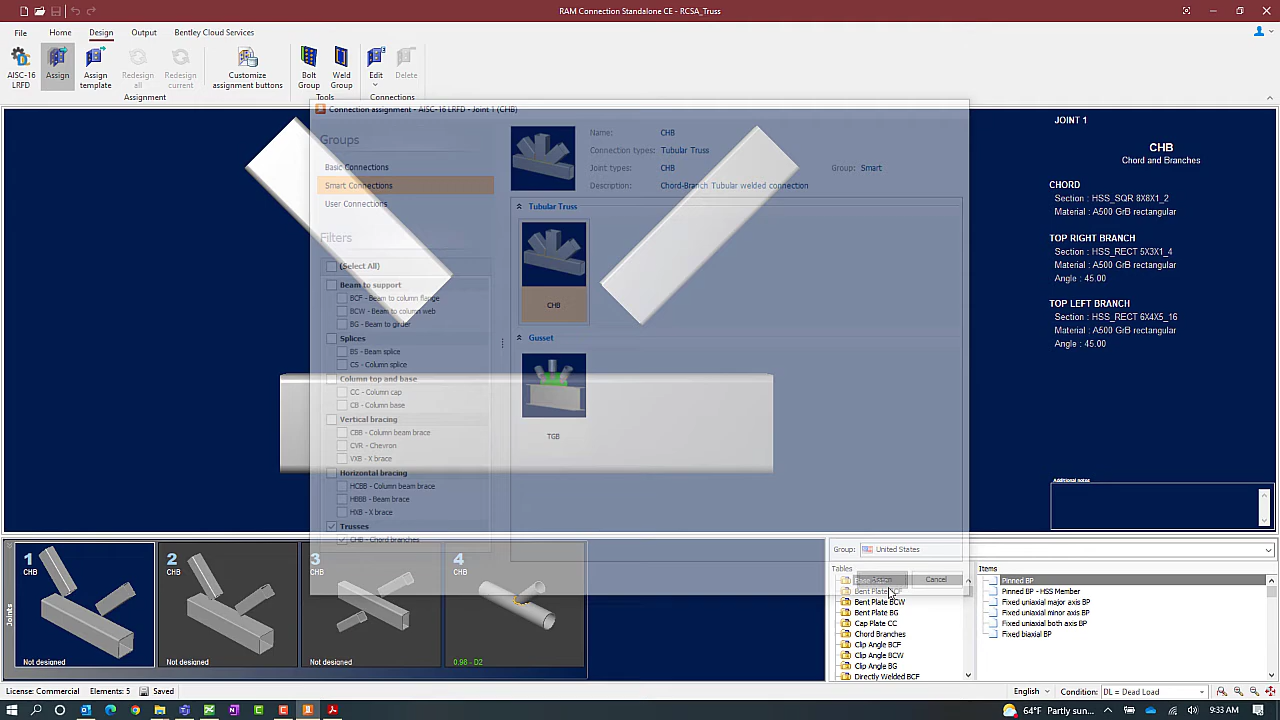 RAM Connection Standalone CE - RCSA_Truss
File
Home
Design
Output
Bentley Cloud Services
AISC-16 LRFD
Assign
Assign template
Redesign all
Redesign current
Customize assignment buttons
Bolt Group
Weld Group
Edit
Delete
Assignment
Tools
Connections
Connection assignment - AISC-16 LRFD - Joint 1 (CHB)
Groups
Basic Connections
Smart Connections
User Connections
Filters
(Select All)
Beam to support
BCF - Beam to column flange
BCW - Beam to column web
BG - Beam to girder
Splices
BS - Beam splice
CS - Column splice
Column top and base
CC - Column cap
CB - Column base
Vertical bracing
CBB - Column beam brace
CVR - Chevron
VXB - X brace
Horizontal bracing
HCBB - Column beam brace
HBBB - Beam brace
HXB - X brace
Trusses
CHB - Chord branches
Name: CHB
Connection types: Tubular Truss
Joint types: CHB
Group: Smart
Description: Chord-Branch Tubular welded connection
Tubular Truss
CHB
Gusset
TGB
Assign
Cancel
JOINT 1
CHB
Chord and Branches
CHORD
Section : HSS_SQR 8X8X1_2
Material : A500 GrB rectangular
TOP RIGHT BRANCH
Section : HSS_RECT 5X3X1_4
Material : A500 GrB rectangular
Angle : 45.00
TOP LEFT BRANCH
Section : HSS_RECT 6X4X5_16
Material : A500 GrB rectangular
Angle : 45.00
Additional notes
Joints
1
CHB
Not designed
2
CHB
Not designed
3
CHB
Not designed
4
CHB
0.98 - D2
Group: United States
Tables
Bent Plate BCF
Bent Plate BCW
Bent Plate BG
Cap Plate CC
Chord Branches
Clip Angle BCF
Clip Angle BCW
Clip Angle BG
Directly Welded BCF
Items
Pinned BP
Pinned BP - HSS Member
Fixed uniaxial major axis BP
Fixed uniaxial minor axis BP
Fixed uniaxial both axis BP
Fixed biaxial BP
License: Commercial
Elements: 5
Saved
English
Condition: DL = Dead Load
64°F Partly sun...
9:33 AM